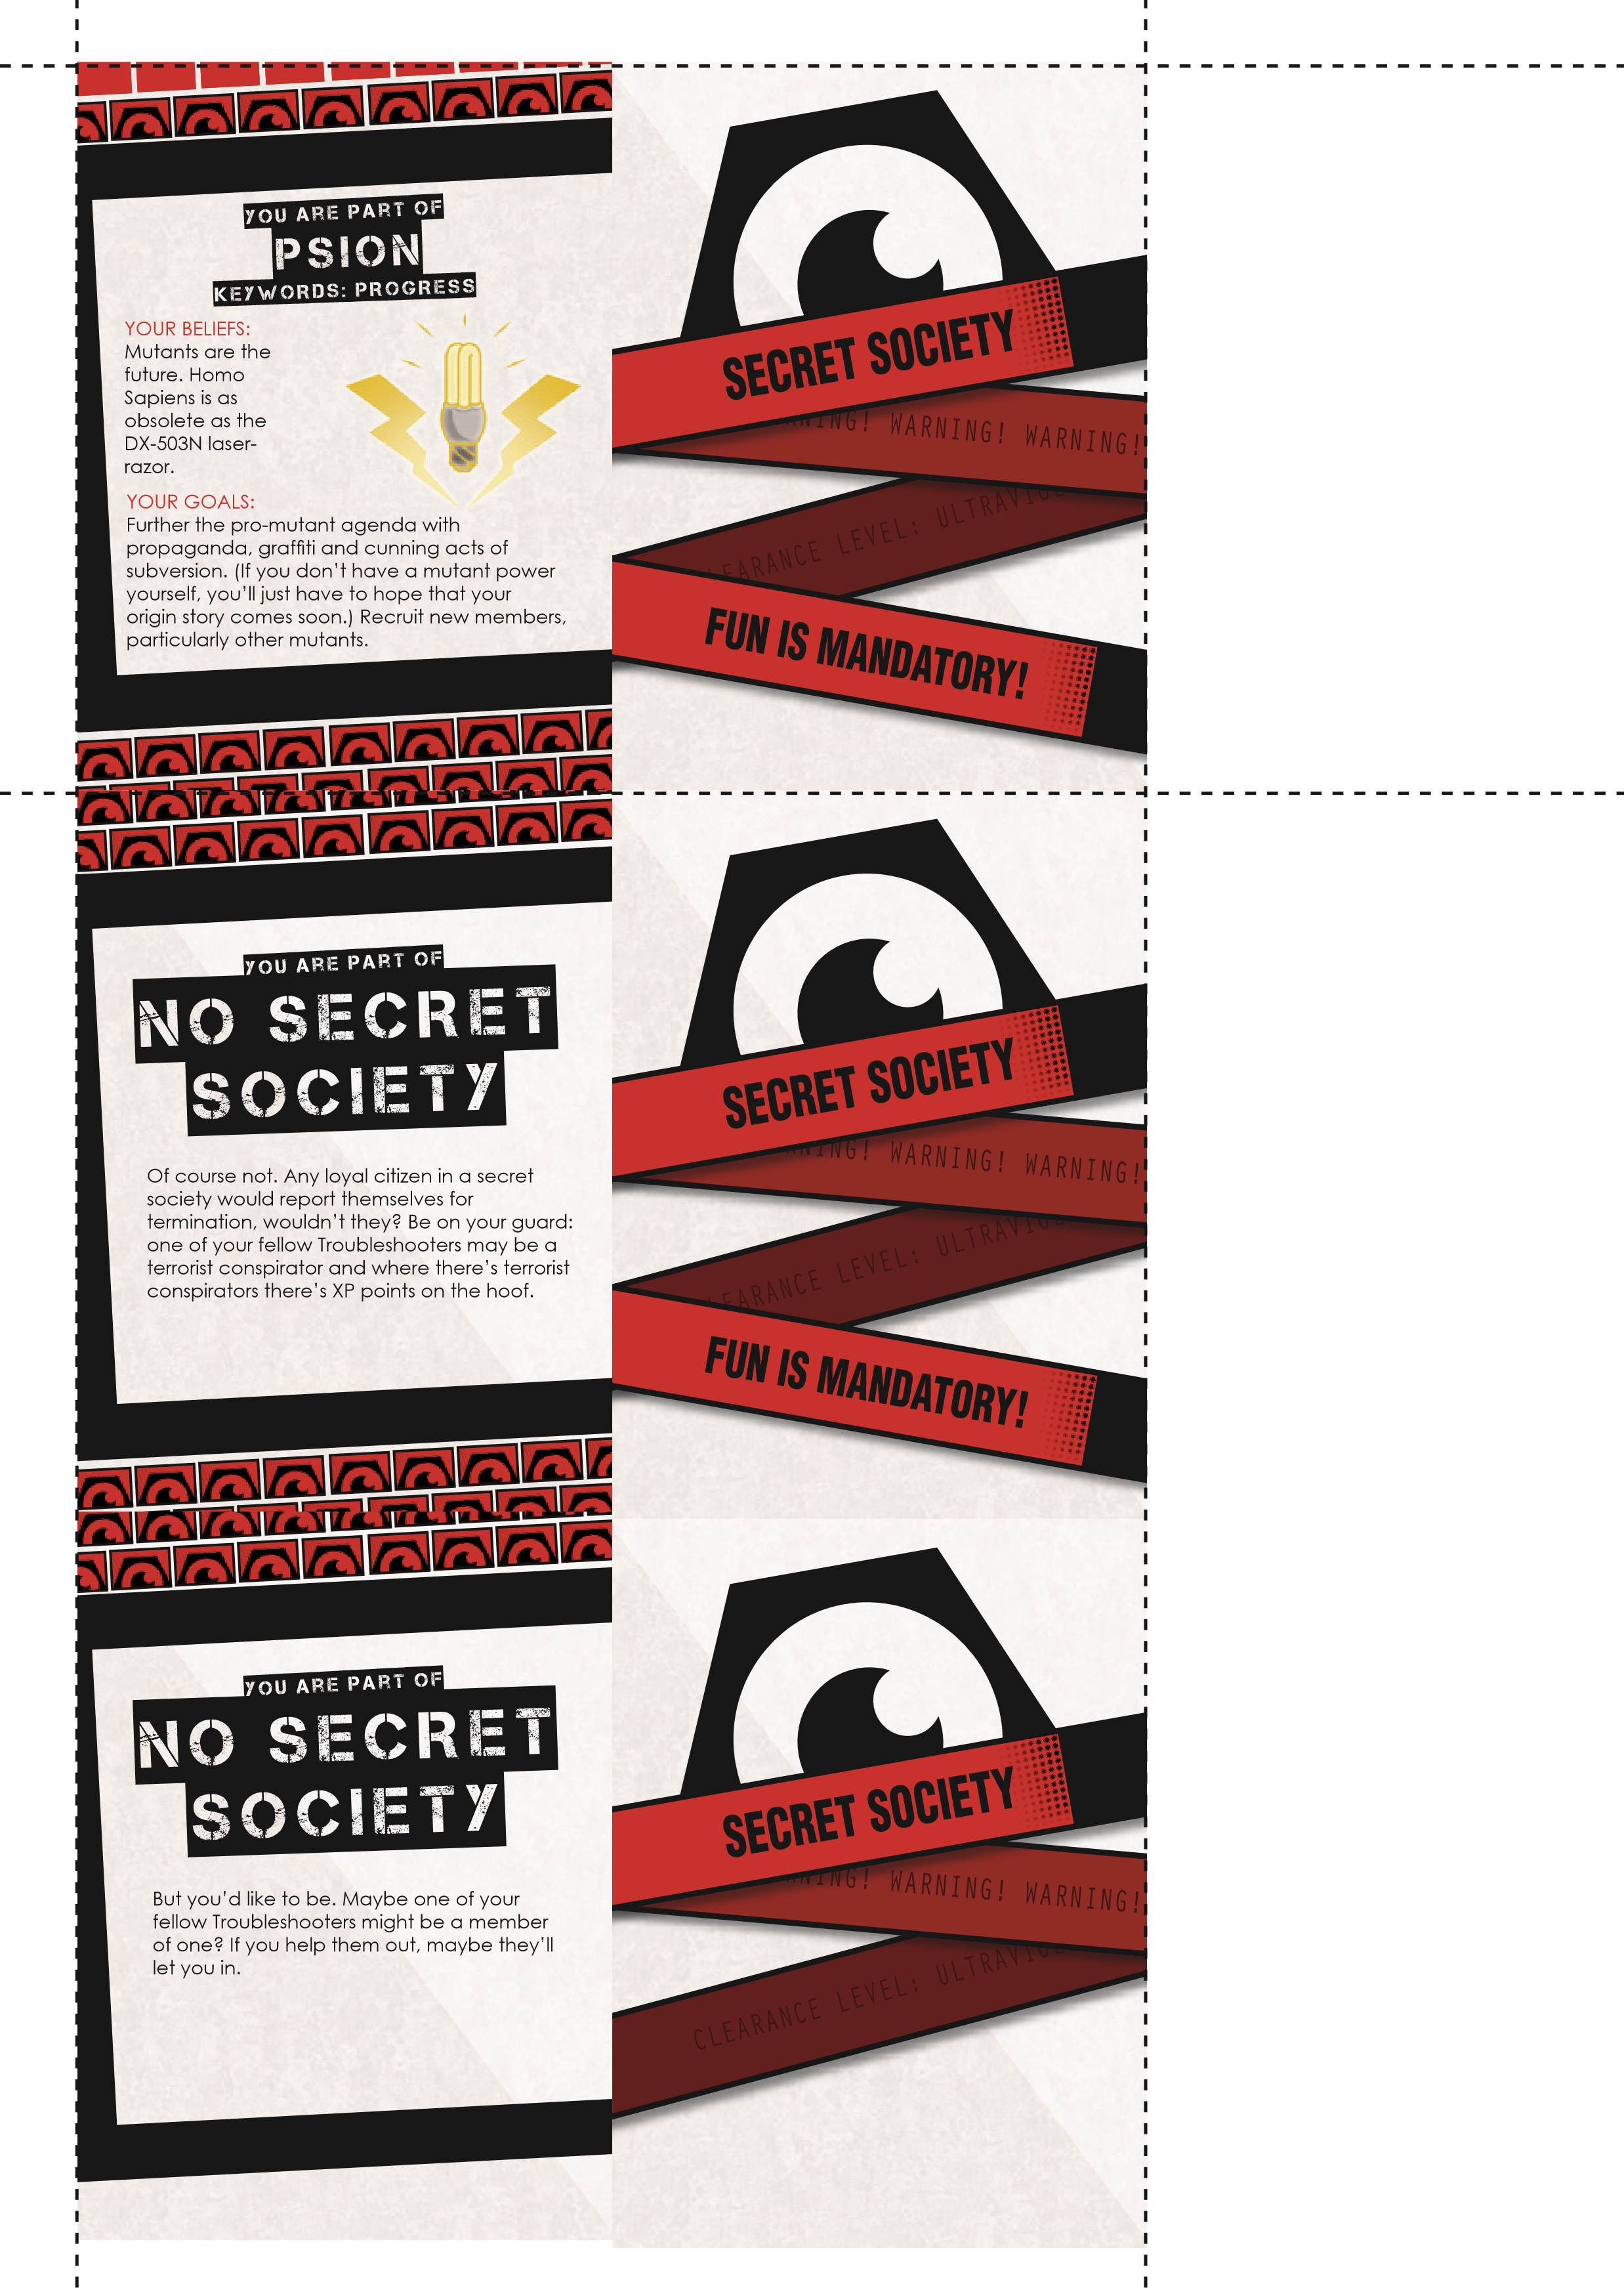 YOU ARE PART OF
PSION
KEYWORDS: PROGRESS
YOUR BELIEFS:
Mutants are the
future. Homo
Sapiens is as
obsolete as the
DX-503N laser-
razor.
YOUR GOALS:
Further the pro-mutant agenda with
propaganda, graffiti and cunning acts of
subversion. (If you don't have a mutant power
yourself, you'll just have to hope that your
origin story comes soon.) Recruit new members,
particularly other mutants.
SECRET SOCIETY
WARNING! WARNING!
LEVEL:
FUN IS MANDATORY!
YOU ARE PART OF
NO SECRET
SOCIETY
Of course not. Any loyal citizen in a secret
society would report themselves for
termination, wouldn't they? Be on your guard:
one of your fellow Troubleshooters may be a
terrorist conspirator and where there's terrorist
conspirators there's XP points on the hoof.
SECRET SOCIETY
WARNING! WARNING!
LEVEL:
FUN IS MANDATORY!
YOU ARE PART OF
NO SECRET
SOCIETY
But you'd like to be. Maybe one of your
fellow Troubleshooters might be a member
of one? If you help them out, maybe they'll
let you in.
SECRET SOCIETY
WARNING! WARNING!
CLEARANCE LEVEL: